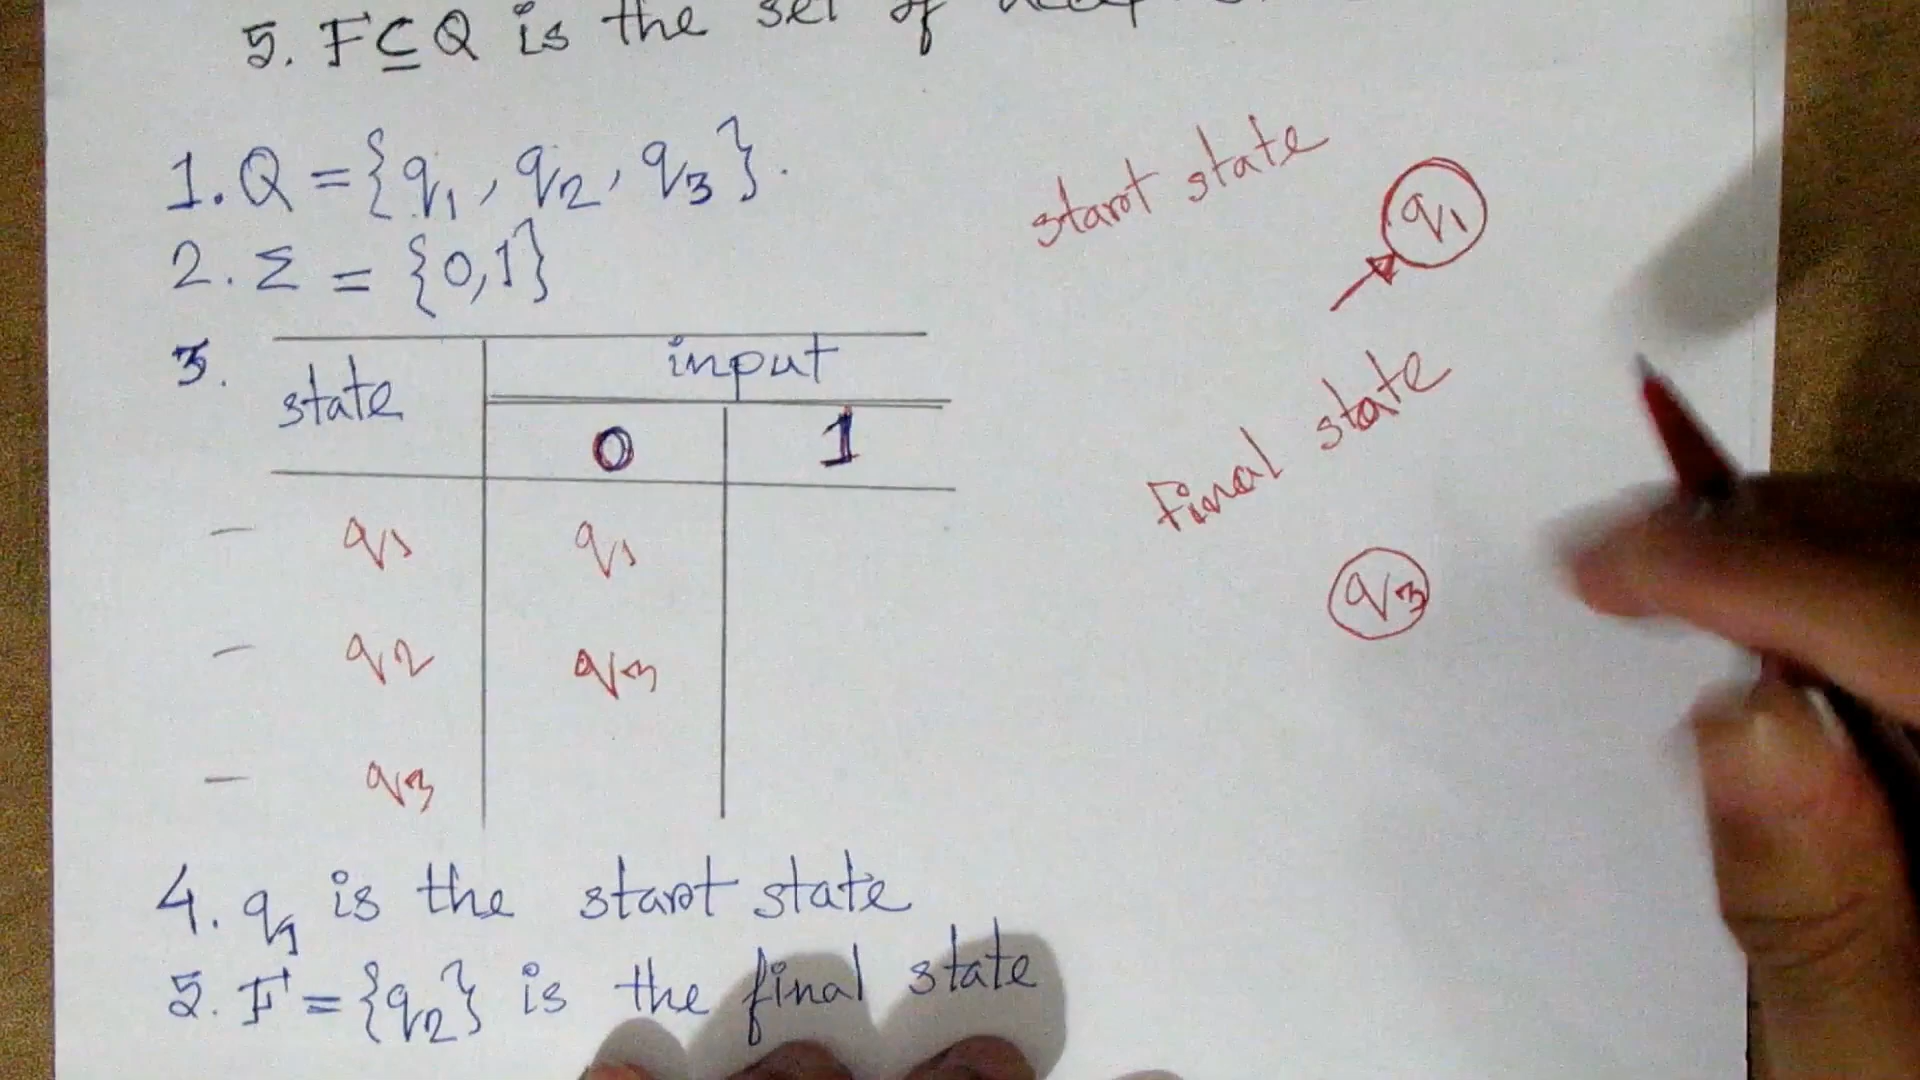 5. F ⊆ Q is the set of
1. Q = {q1, q2, q3}.
2. Σ = {0,1}
3.
state input
0 1
– q1 q1
– q2 q3
– q3
4. q1 is the start state
5. F = {q2} is the final state
start state
q1
Final state
q3